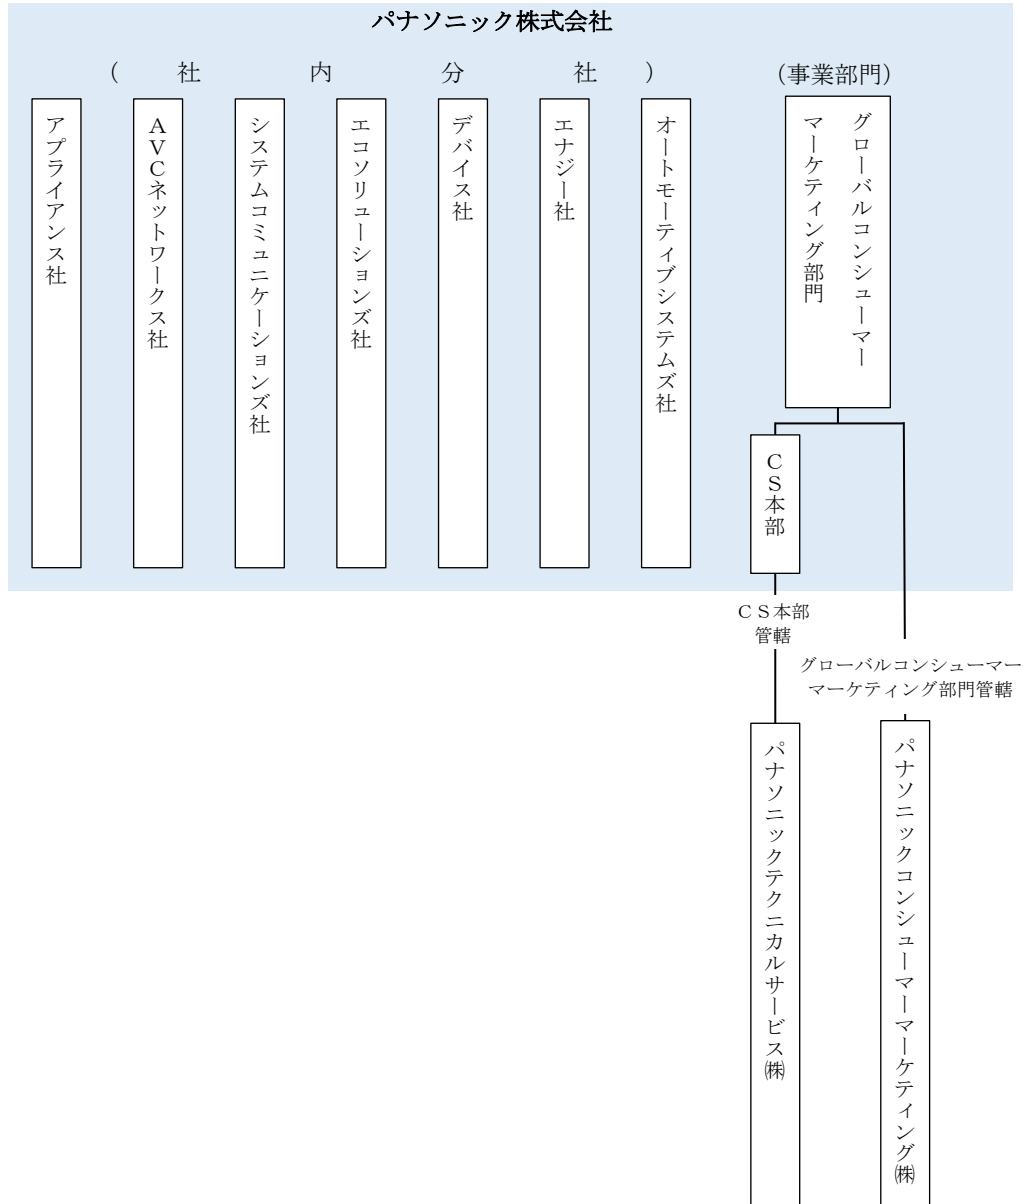 パナソニック株式会社
(社内分社)
(事業部門)
アプライアンス社
AVCネットワークス社
システムコミュニケーションズ社
エコソリューションズ社
デバイス社
エナジー社
オートモーティブシステムズ社
グローバルコンシューマー
マーケティング部門
CS本部
CS本部
管轄
グローバルコンシューマー
マーケティング部門管轄
パナソニックテクニカルサービス㈱
パナソニックコンシューマーマーケティング㈱